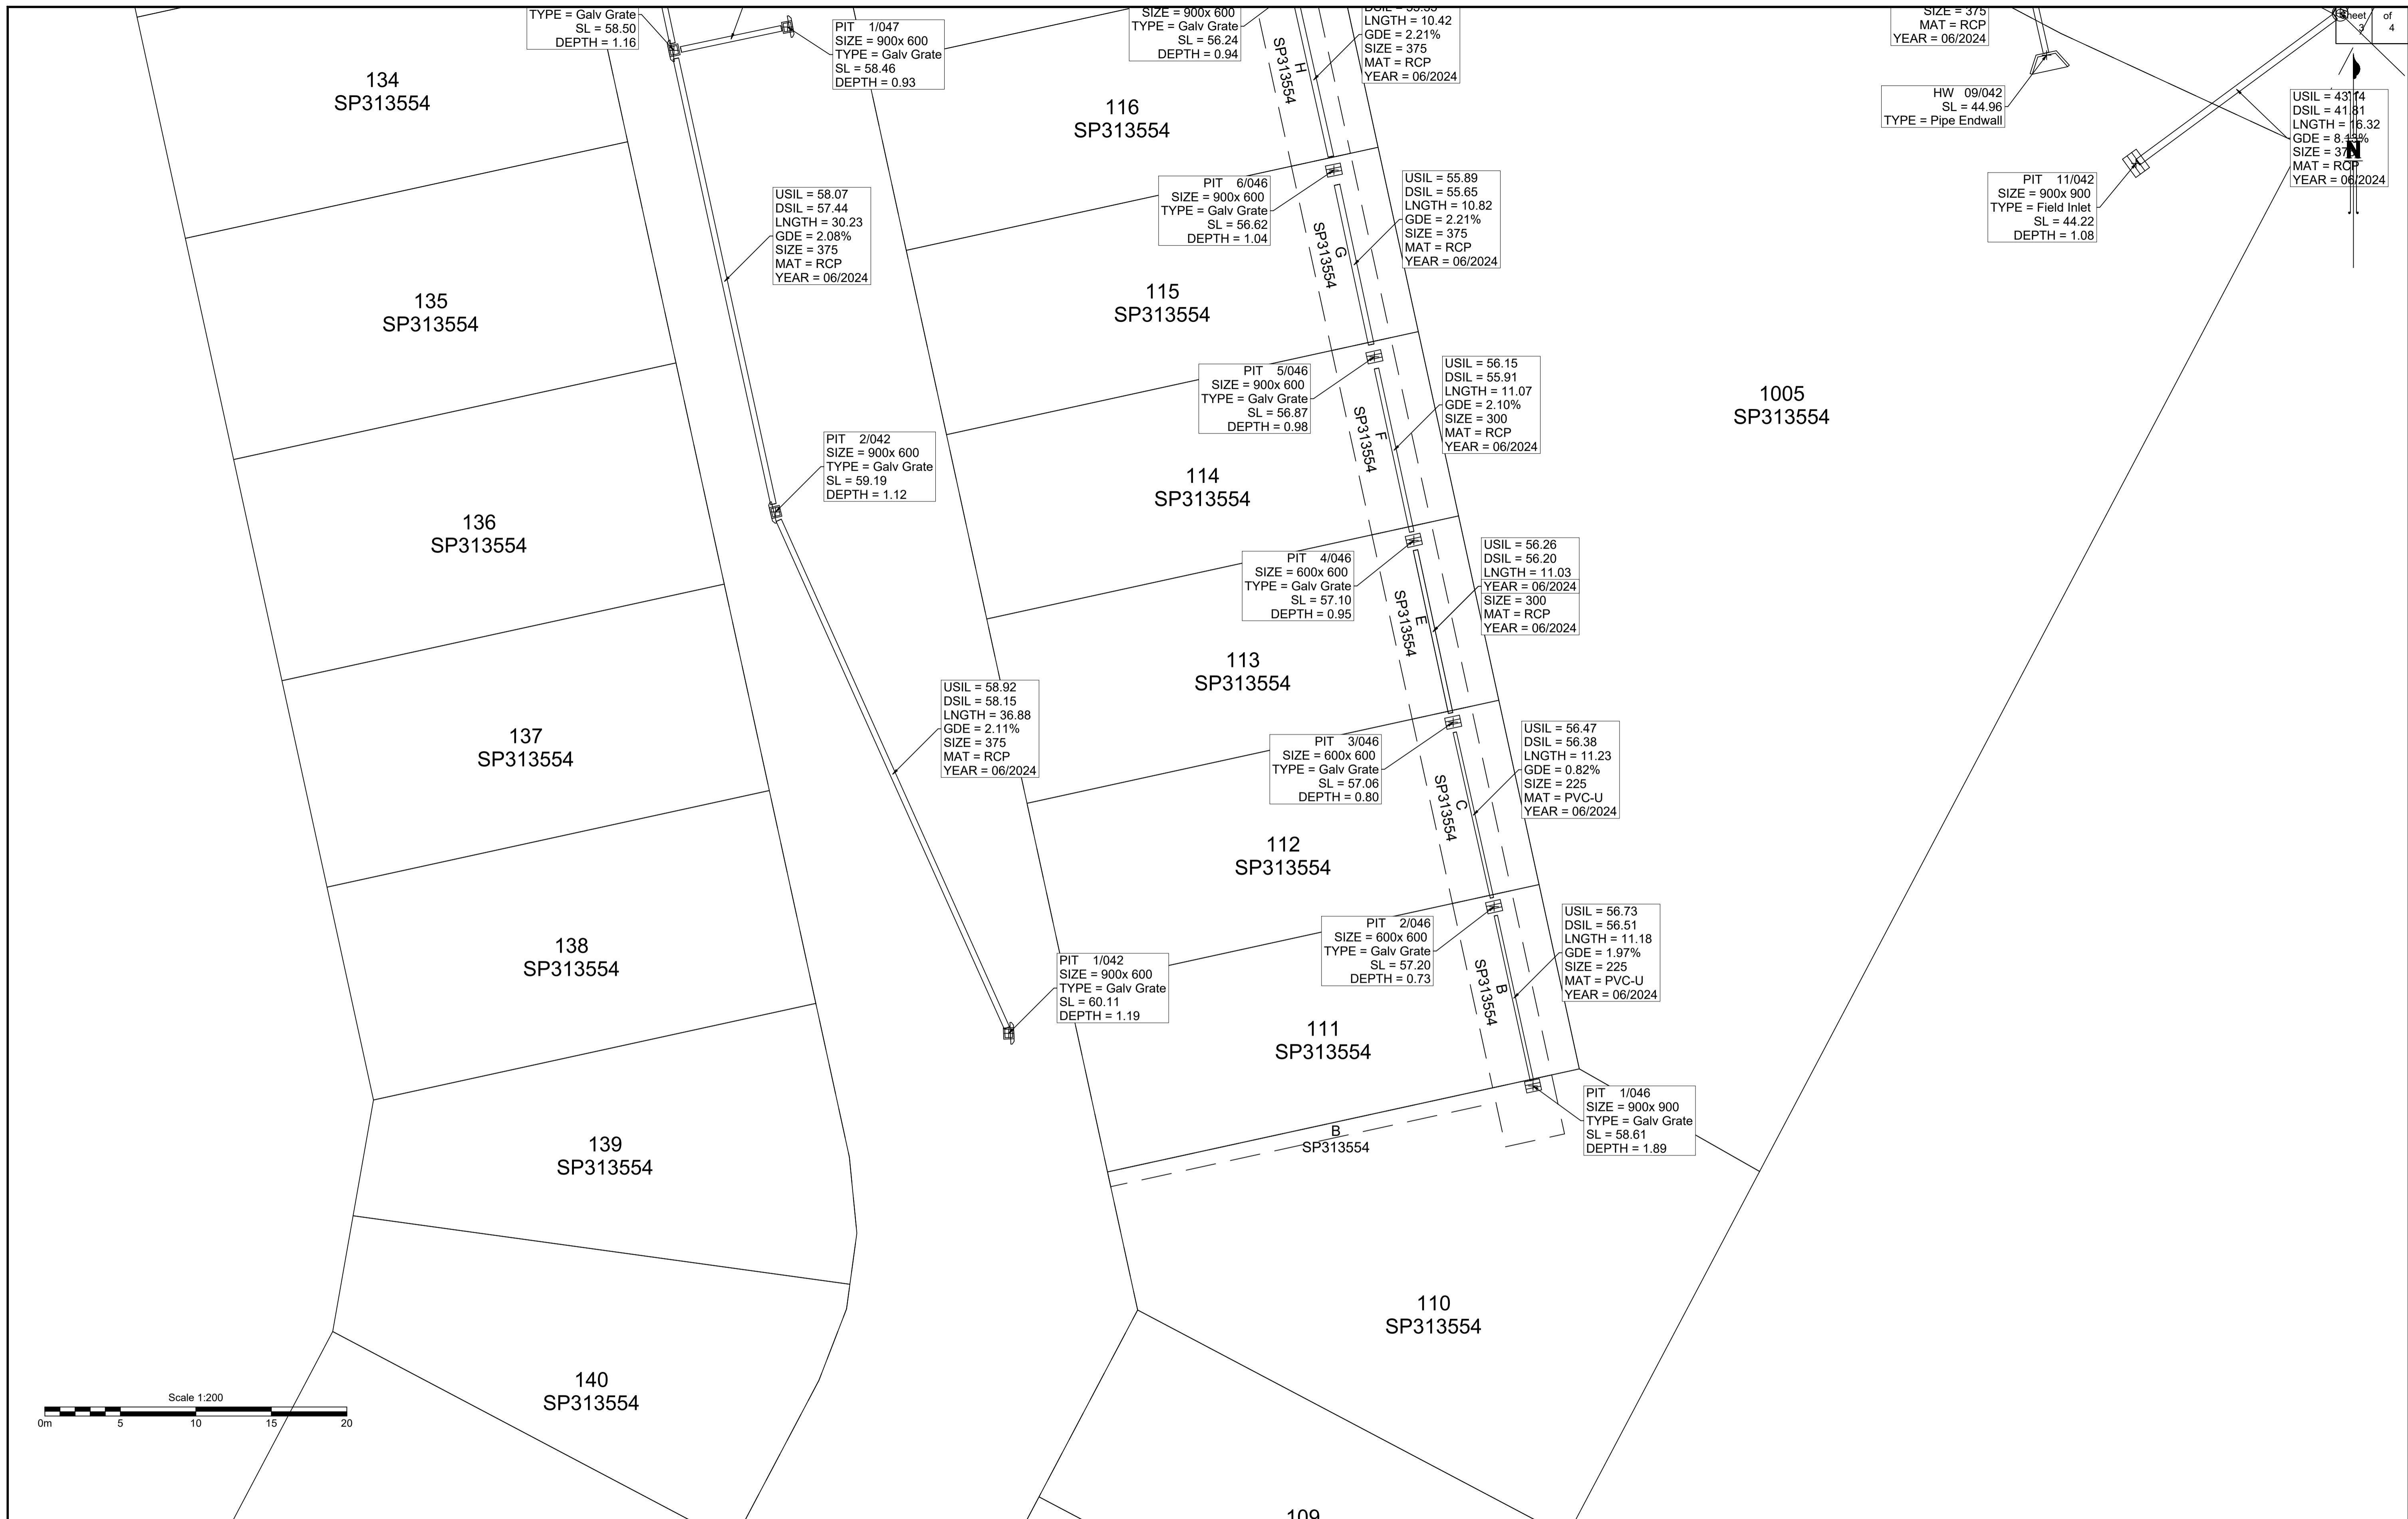 TYPE = Galv Grate
SL = 58.50
DEPTH = 1.16
PIT 1/047
SIZE = 900x 600
TYPE = Galv Grate
SL = 58.46
DEPTH = 0.93
SIZE = 900x 600
TYPE = Galv Grate
SL = 56.24
DEPTH = 0.94
LNGTH = 10.42
GDE = 2.21%
SIZE = 375
MAT = RCP
YEAR = 06/2024
SIZE = 375
MAT = RCP
YEAR = 06/2024
Sheet
3
of
4
HW 09/042
SL = 44.96
TYPE = Pipe Endwall
USIL = 43.14
DSIL = 41.81
LNGTH = 16.32
MAT = RCP
YEAR = 06/2024
N
PIT 11/042
SIZE = 900x 900
TYPE = Field Inlet
SL = 44.22
DEPTH = 1.08
134
SP313554
116
SP313554
H
SP313554
PIT 6/046
SIZE = 900x 600
TYPE = Galv Grate
SL = 56.62
DEPTH = 1.04
USIL = 55.89
DSIL = 55.65
LNGTH = 10.82
GDE = 2.21%
SIZE = 375
MAT = RCP
YEAR = 06/2024
USIL = 58.07
DSIL = 57.44
LNGTH = 30.23
GDE = 2.08%
SIZE = 375
MAT = RCP
YEAR = 06/2024
G
SP313554
135
SP313554
115
SP313554
PIT 5/046
SIZE = 900x 600
TYPE = Galv Grate
SL = 56.87
DEPTH = 0.98
USIL = 56.15
DSIL = 55.91
LNGTH = 11.07
GDE = 2.10%
SIZE = 300
MAT = RCP
YEAR = 06/2024
1005
SP313554
F
SP313554
PIT 2/042
SIZE = 900x 600
TYPE = Galv Grate
SL = 59.19
DEPTH = 1.12
114
SP313554
136
SP313554
PIT 4/046
SIZE = 600x 600
TYPE = Galv Grate
SL = 57.10
DEPTH = 0.95
USIL = 56.26
DSIL = 56.20
LNGTH = 11.03
YEAR = 06/2024
SIZE = 300
MAT = RCP
YEAR = 06/2024
E
SP313554
113
SP313554
USIL = 58.92
DSIL = 58.15
LNGTH = 36.88
GDE = 2.11%
SIZE = 375
MAT = RCP
YEAR = 06/2024
137
SP313554
PIT 3/046
SIZE = 600x 600
TYPE = Galv Grate
SL = 57.06
DEPTH = 0.80
USIL = 56.47
DSIL = 56.38
LNGTH = 11.23
GDE = 0.82%
SIZE = 225
MAT = PVC-U
YEAR = 06/2024
C
SP313554
112
SP313554
138
SP313554
PIT 1/042
SIZE = 900x 600
TYPE = Galv Grate
SL = 60.11
DEPTH = 1.19
PIT 2/046
SIZE = 600x 600
TYPE = Galv Grate
SL = 57.20
DEPTH = 0.73
USIL = 56.73
DSIL = 56.51
LNGTH = 11.18
GDE = 1.97%
SIZE = 225
MAT = PVC-U
YEAR = 06/2024
B
SP313554
111
SP313554
PIT 1/046
SIZE = 900x 900
TYPE = Galv Grate
SL = 58.61
DEPTH = 1.89
B
SP313554
139
SP313554
110
SP313554
140
SP313554
Scale 1:200
0m 5 10 15 20
109